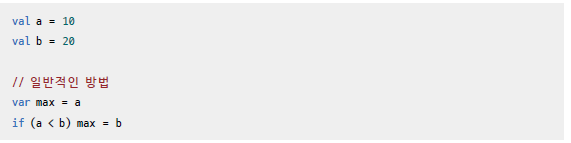 val a = 10
val b = 20
// 일반적인 방법
var max = a
if (a < b) max = b